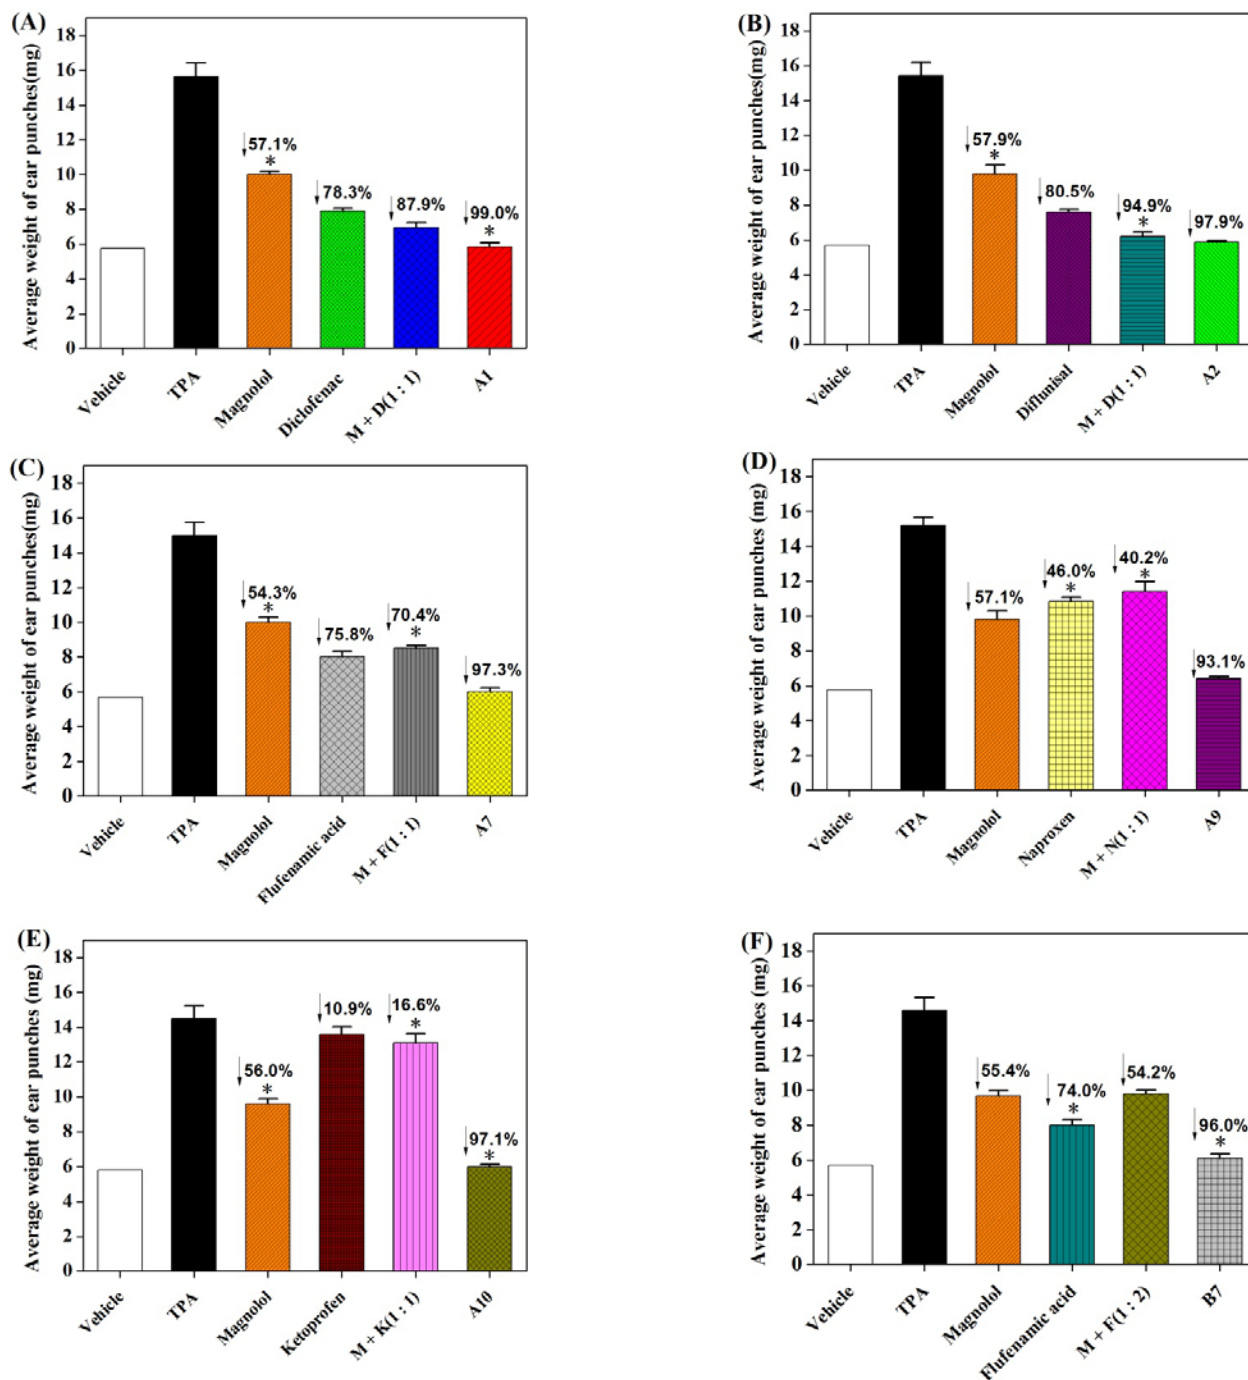 (A)
Average weight of ear punches(mg)
18
16
14
12
10
8
6
4
2
0
57.1%
*
78.3%
87.9%
99.0%
*
Vehicle
TPA
Magnolol
Diclofenac
M + D(1 : 1)
A1
(B)
Average weight of ear punches(mg)
18
16
14
12
10
8
6
4
2
0
57.9%
*
80.5%
94.9%
*
97.9%
Vehicle
TPA
Magnolol
Diflunisal
M + D(1 : 1)
A2
(C)
Average weight of ear punches(mg)
18
16
14
12
10
8
6
4
2
0
54.3%
*
75.8%
70.4%
*
97.3%
Vehicle
TPA
Magnolol
Flufenamic acid
M + F(1 : 1)
A7
(D)
Average weight of ear punches (mg)
18
16
14
12
10
8
6
4
2
0
57.1%
46.0%
*
40.2%
*
93.1%
Vehicle
TPA
Magnolol
Naproxen
M + N(1 : 1)
A9
(E)
Average weight of ear punches (mg)
18
16
14
12
10
8
6
4
2
0
56.0%
*
10.9%
16.6%
*
97.1%
*
Vehicle
TPA
Magnolol
Ketoprofen
M + K(1 : 1)
A10
(F)
Average weight of ear punches (mg)
18
16
14
12
10
8
6
4
2
0
55.4%
74.0%
*
54.2%
96.0%
*
Vehicle
TPA
Magnolol
Flufenamic acid
M + F(1 : 2)
B7